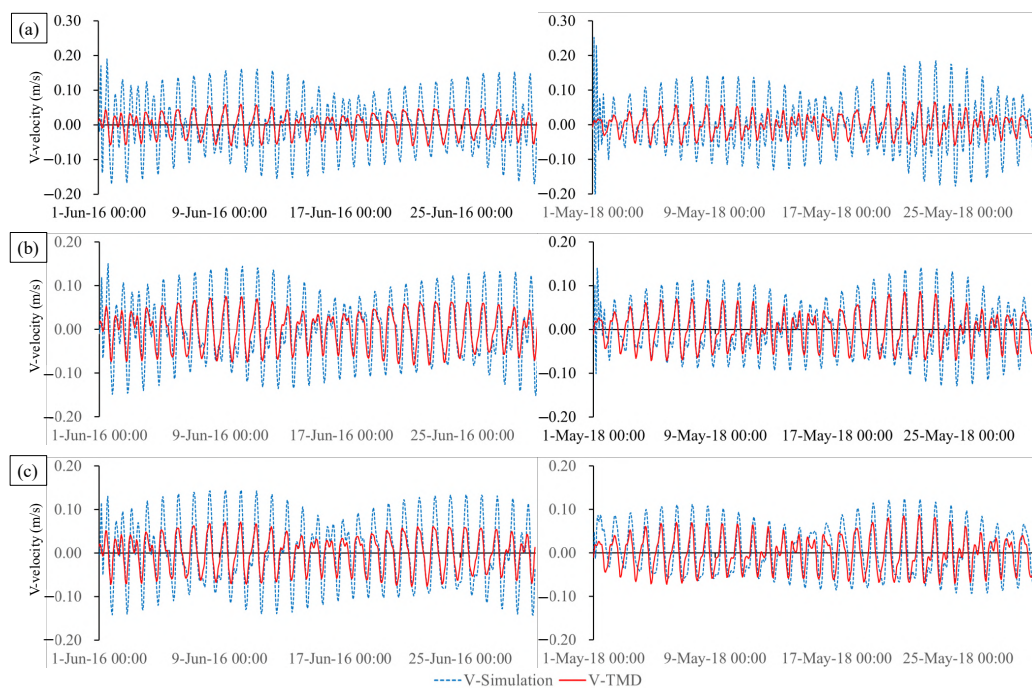 (a)
V-velocity (m/s)
0.30
0.20
0.10
0.00
−0.10
−0.20
1-Jun-16 00:00 9-Jun-16 00:00 17-Jun-16 00:00 25-Jun-16 00:00
0.30
0.20
0.10
0.00
−0.10
−0.20
1-May-18 00:00 9-May-18 00:00 17-May-18 00:00 25-May-18 00:00
(b)
V-velocity (m/s)
0.20
0.10
0.00
−0.10
−0.20
1-Jun-16 00:00 9-Jun-16 00:00 17-Jun-16 00:00 25-Jun-16 00:00
0.20
0.10
0.00
−0.10
−0.20
1-May-18 00:00 9-May-18 00:00 17-May-18 00:00 25-May-18 00:00
(c)
V-velocity (m/s)
0.20
0.10
0.00
−0.10
−0.20
1-Jun-16 00:00 9-Jun-16 00:00 17-Jun-16 00:00 25-Jun-16 00:00
0.20
0.10
0.00
−0.10
−0.20
1-May-18 00:00 9-May-18 00:00 17-May-18 00:00 25-May-18 00:00
V-Simulation V-TMD